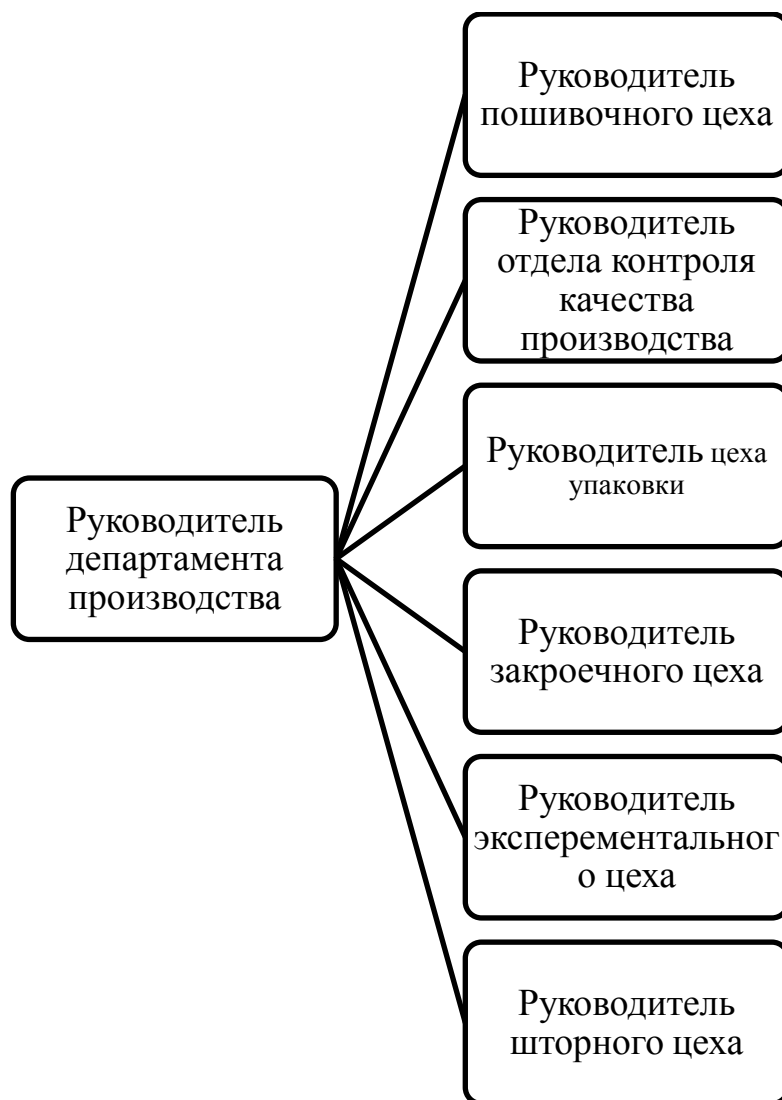 Руководитель
пошивочного цеха
Руководитель
отдела контроля
качества
производства
Руководитель цеха
упаковки
Руководитель
департамента
производства
Руководитель
закроечного цеха
Руководитель
эксперементальног
о цеха
Руководитель
шторного цеха